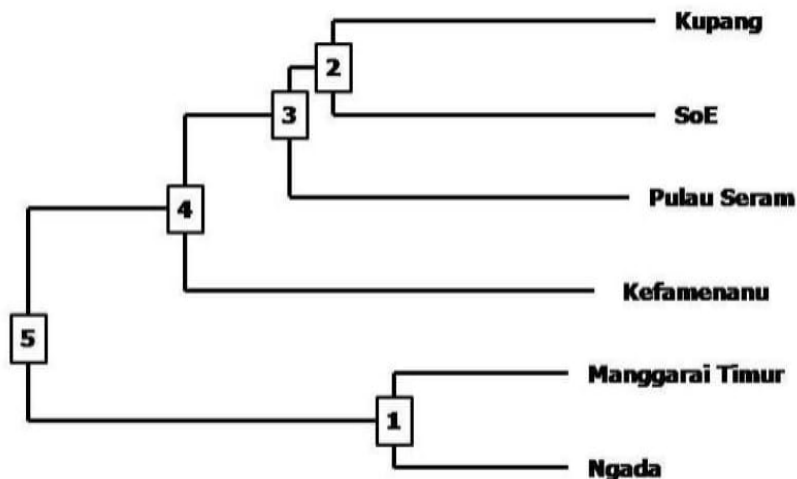 Kupang
2
SoE
3
Pulau Seram
4
Kefamenanu
5
Manggarai Timur
1
Ngada